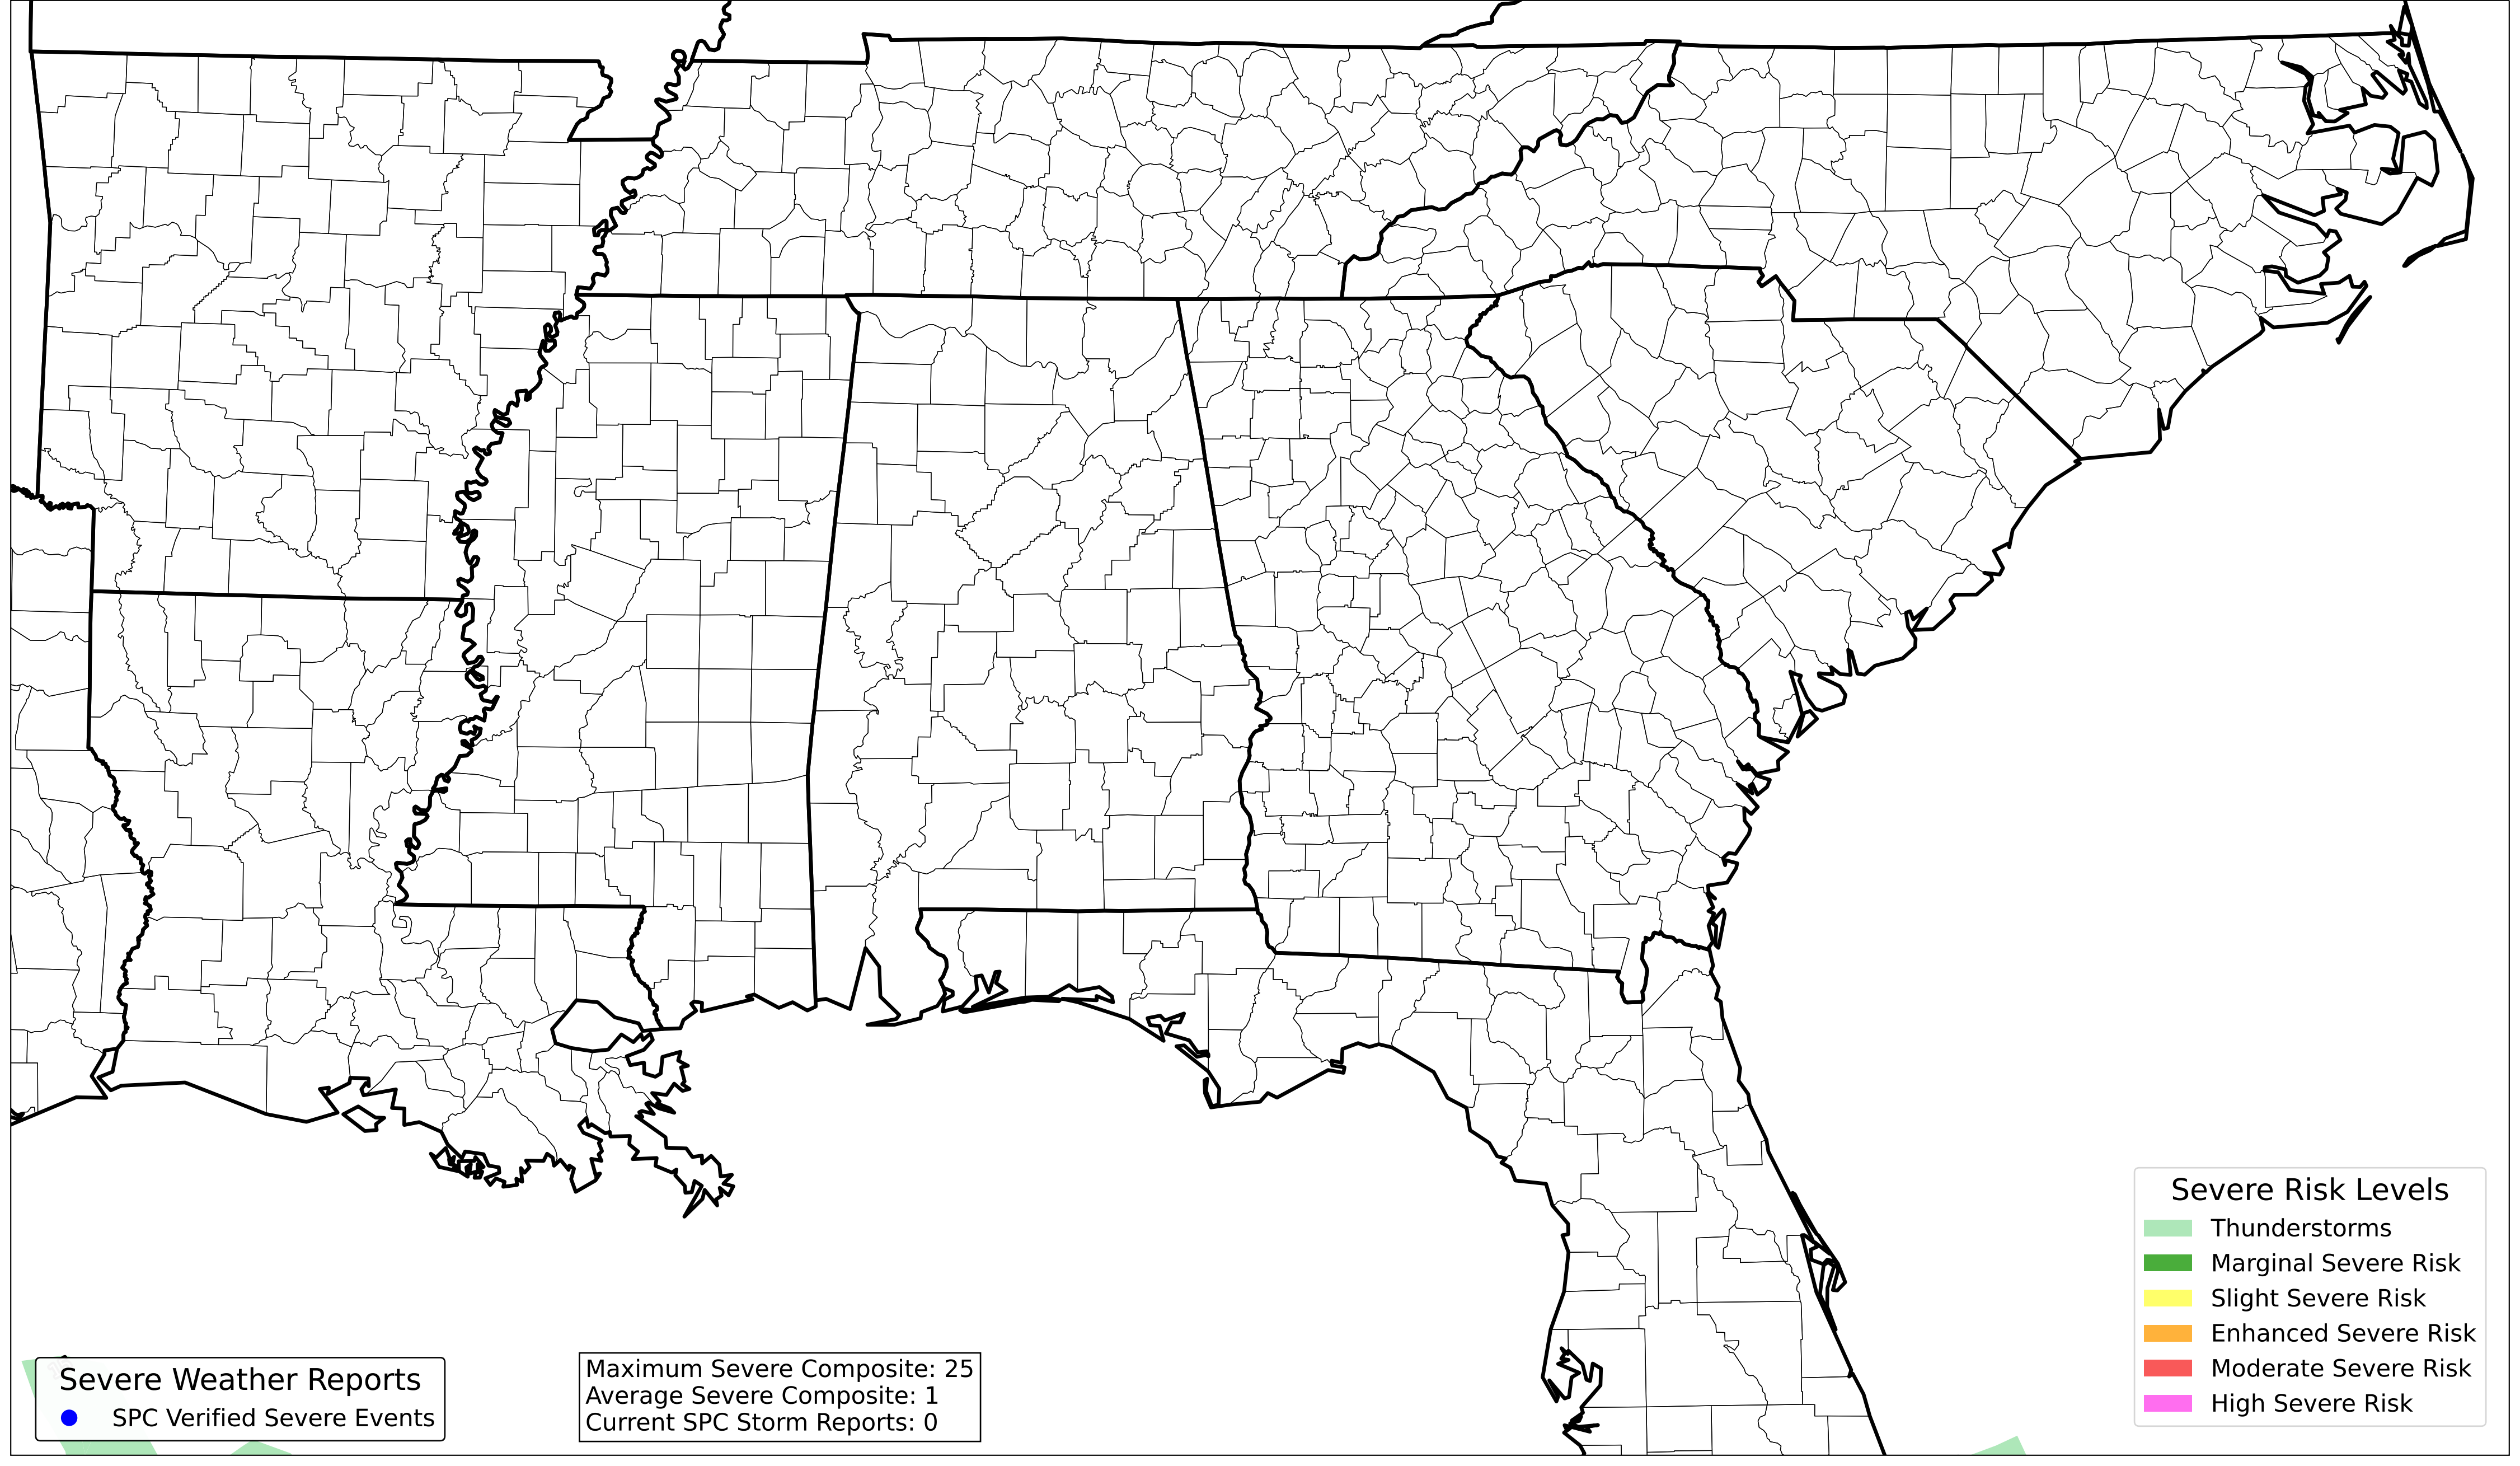 Severe Weather Reports
SPC Verified Severe Events
Maximum Severe Composite: 25
Average Severe Composite: 1
Current SPC Storm Reports: 0
Severe Risk Levels
Thunderstorms
Marginal Severe Risk
Slight Severe Risk
Enhanced Severe Risk
Moderate Severe Risk
High Severe Risk